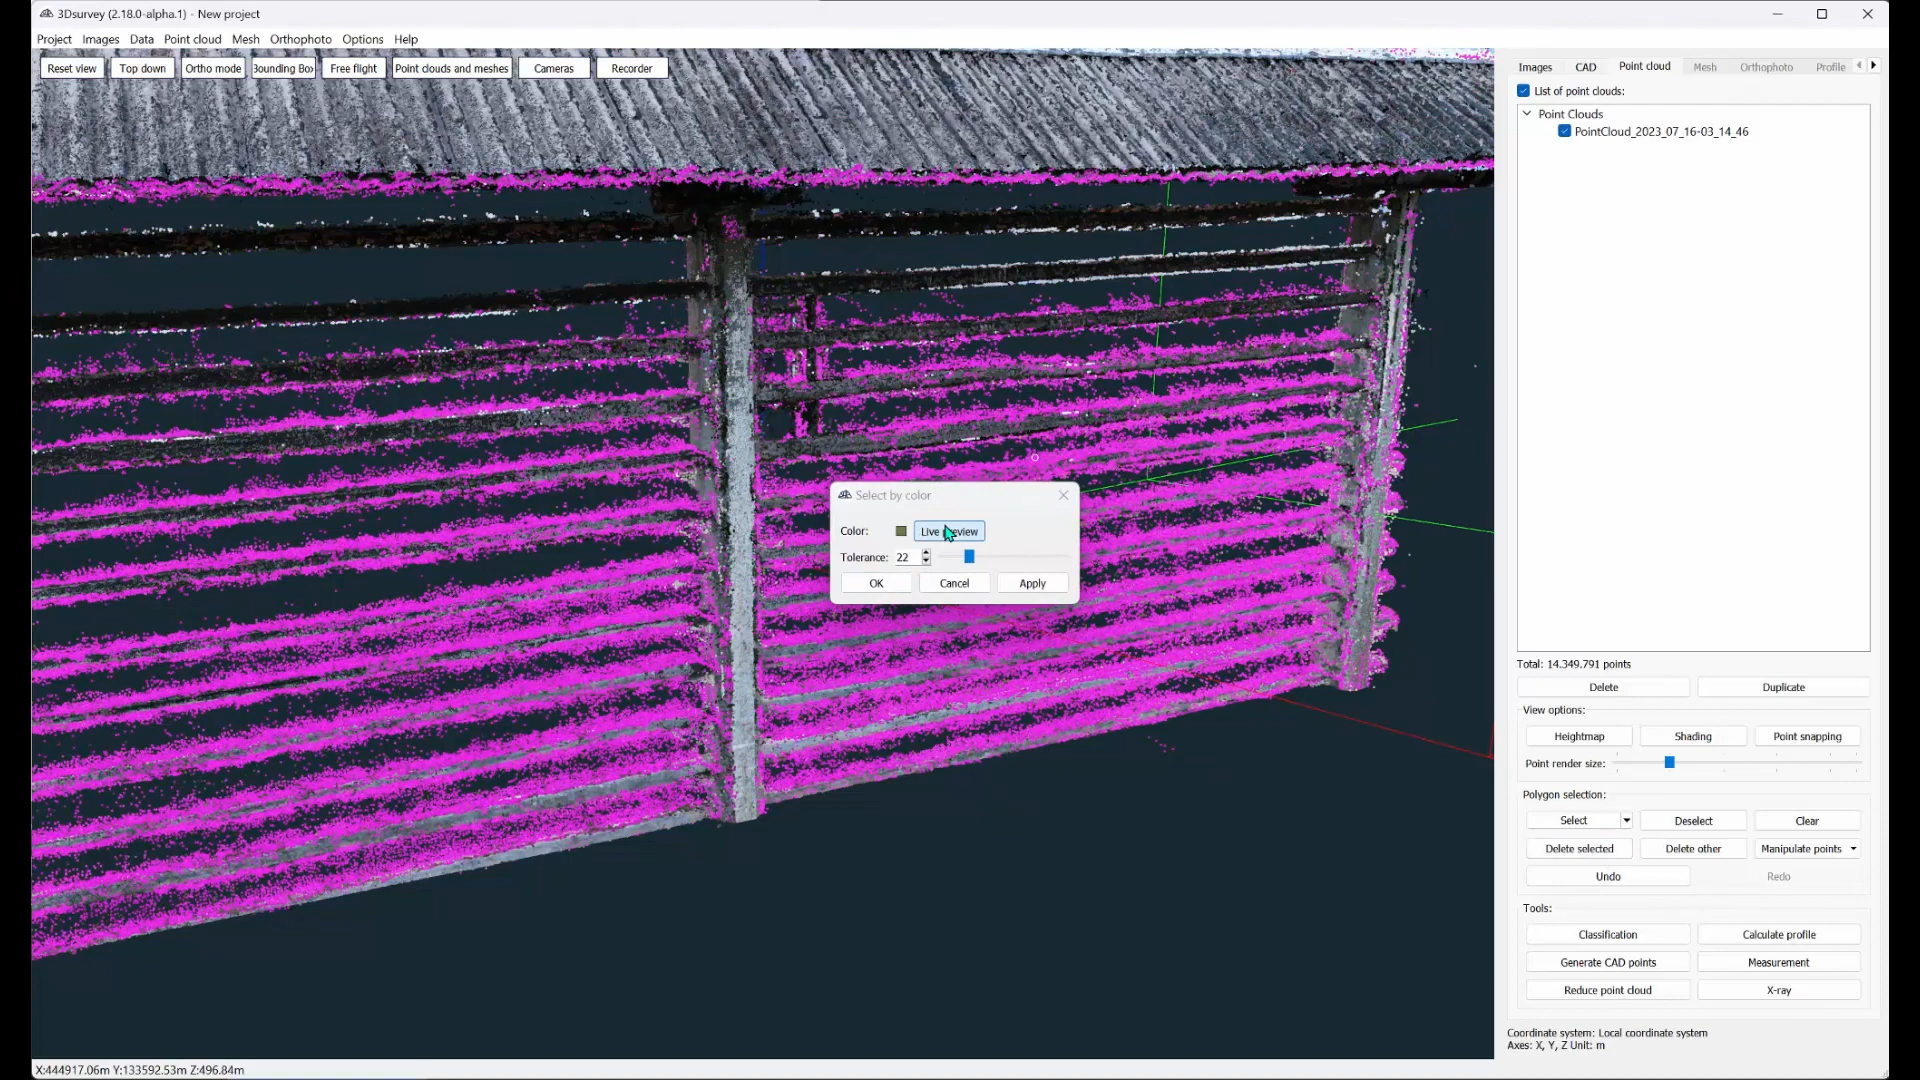 3Dsurvey (2.18.0-alpha.1) - New project
Project Images Data Point cloud Mesh Orthophoto Options Help
Reset view Top down Ortho mode Bounding Box Free flight Point clouds and meshes Cameras Recorder
Images CAD Point cloud Mesh Orthophoto Profile
List of point clouds:
Point Clouds
PointCloud_2023_07_16-03_14_46
Select by color
Color: Live preview
Tolerance: 22
OK Cancel Apply
Total: 14.349.791 points
Delete Duplicate
View options:
Heightmap Shading Point snapping
Point render size:
Polygon selection:
Select Deselect Clear
Delete selected Delete other Manipulate points
Undo Redo
Tools:
Classification Calculate profile
Generate CAD points Measurement
Reduce point cloud X-ray
Coordinate system: Local coordinate system
Axes: X, Y, Z Unit: m
X:444917.06m Y:133592.53m Z:496.84m